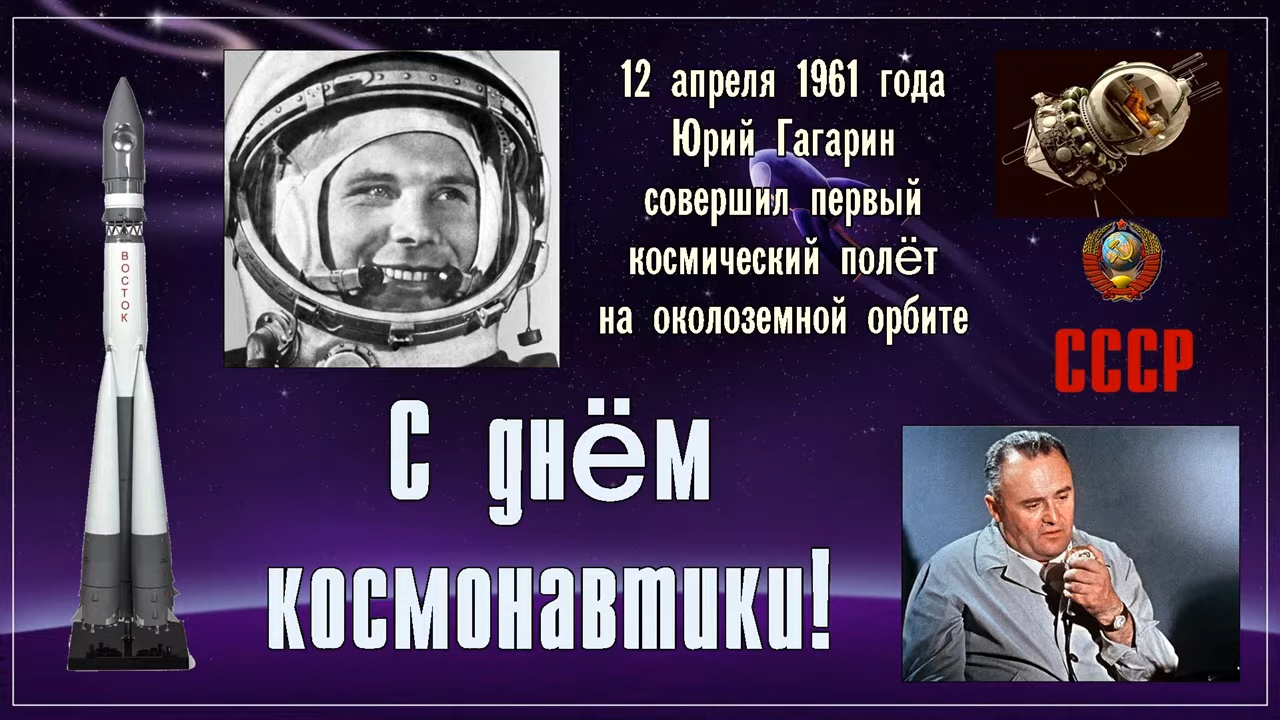 12 апреля 1961 года
Юрий Гагарин
совершил первый
космический полёт
на околоземной орбите
ВОСТОК
СССР
С днём
космонавтики!